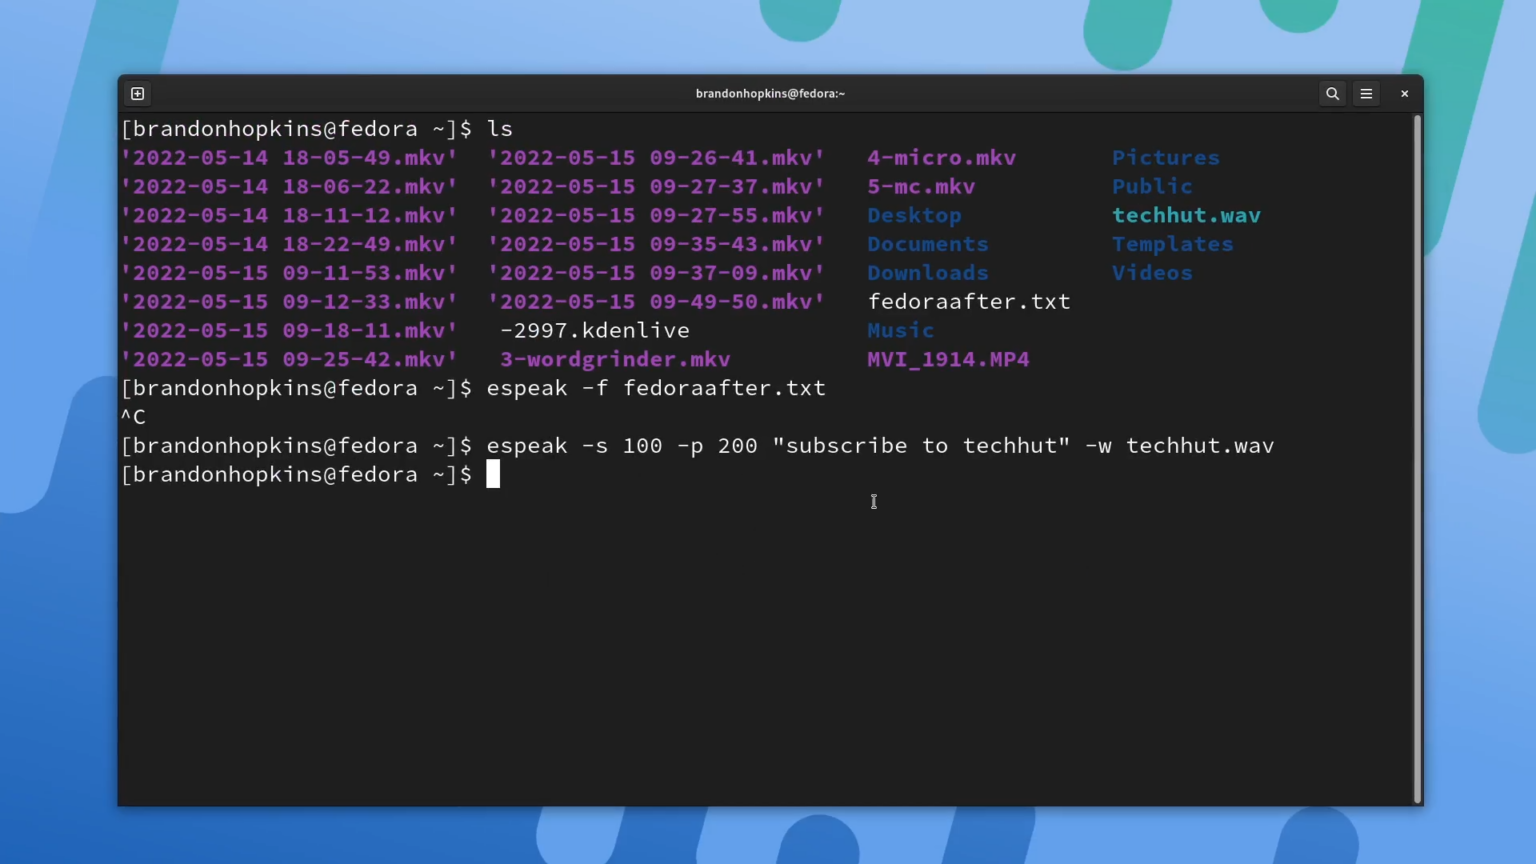 brandonhopkins@fedora:~
[brandonhopkins@fedora ~]$ ls
'2022-05-14 18-05-49.mkv' '2022-05-15 09-26-41.mkv' 4-micro.mkv Pictures
'2022-05-14 18-06-22.mkv' '2022-05-15 09-27-37.mkv' 5-mc.mkv Public
'2022-05-14 18-11-12.mkv' '2022-05-15 09-27-55.mkv' Desktop techhut.wav
'2022-05-14 18-22-49.mkv' '2022-05-15 09-35-43.mkv' Documents Templates
'2022-05-15 09-11-53.mkv' '2022-05-15 09-37-09.mkv' Downloads Videos
'2022-05-15 09-12-33.mkv' '2022-05-15 09-49-50.mkv' fedoraafter.txt
'2022-05-15 09-18-11.mkv' -2997.kdenlive Music
'2022-05-15 09-25-42.mkv' 3-wordgrinder.mkv MVI_1914.MP4
[brandonhopkins@fedora ~]$ espeak -f fedoraafter.txt
^C
[brandonhopkins@fedora ~]$ espeak -s 100 -p 200 "subscribe to techhut" -w techhut.wav
[brandonhopkins@fedora ~]$